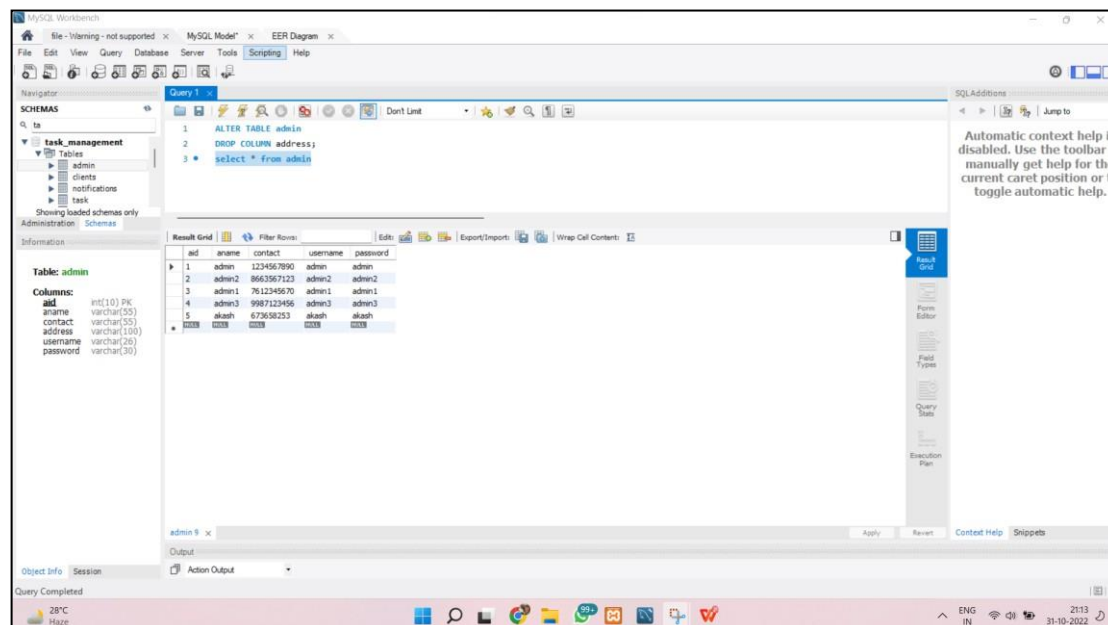 MySQL Workbench
file - Warning - not supported × MySQL Model* × EER Diagram ×
File Edit View Query Database Server Tools Scripting Help
Navigator
SCHEMAS
ta
task_management
Tables
admin
clients
notifications
task
Showing loaded schemas only
Administration Schemas
Information
Table: admin
Columns:
aid int(10) PK
aname varchar(55)
contact varchar(55)
address varchar(100)
username varchar(26)
password varchar(30)
Object Info Session
Query 1 ×
Don't Limit
1 ALTER TABLE admin
2 DROP COLUMN address;
3 select * from admin
Result Grid Filter Rows: Edit: Export/Import: Wrap Cell Content:
aid aname contact username password
1 admin 1234567890 admin admin
2 admin2 8663567123 admin2 admin2
3 admin1 7612345670 admin1 admin1
4 admin3 9987123456 admin3 admin3
5 akash 673658253 akash akash
NULL NULL NULL NULL NULL
Result
Grid
Form
Editor
Field
Types
Query
Stats
Execution
Plan
admin 9 ×
Apply Revert
Output
Action Output
SQLAdditions
Jump to
Automatic context help i
disabled. Use the toolbar
manually get help for the
current caret position or
toggle automatic help.
Context Help Snippets
Query Completed
28°C
Haze
99+
ENG
IN
21:13
31-10-2022